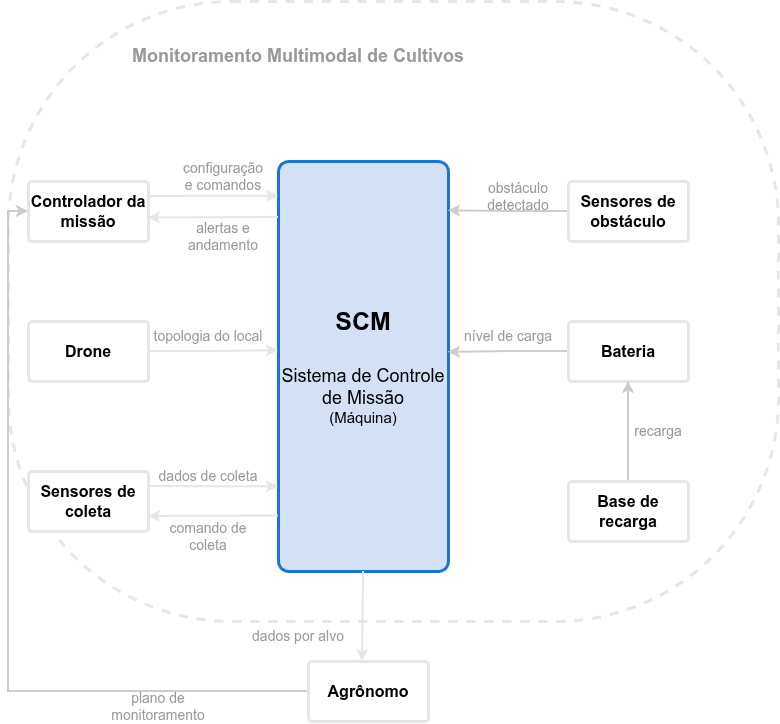 Monitoramento Multimodal de Cultivos
configuração
e comandos
Controlador da
missão
alertas e
andamento
obstáculo
detectado
Sensores de
obstáculo
SCM
Sistema de Controle
de Missão
(Máquina)
Drone
topologia do local
nível de carga
Bateria
recarga
Sensores de
coleta
dados de coleta
comando de
coleta
Base de
recarga
dados por alvo
Agrônomo
plano de
monitoramento